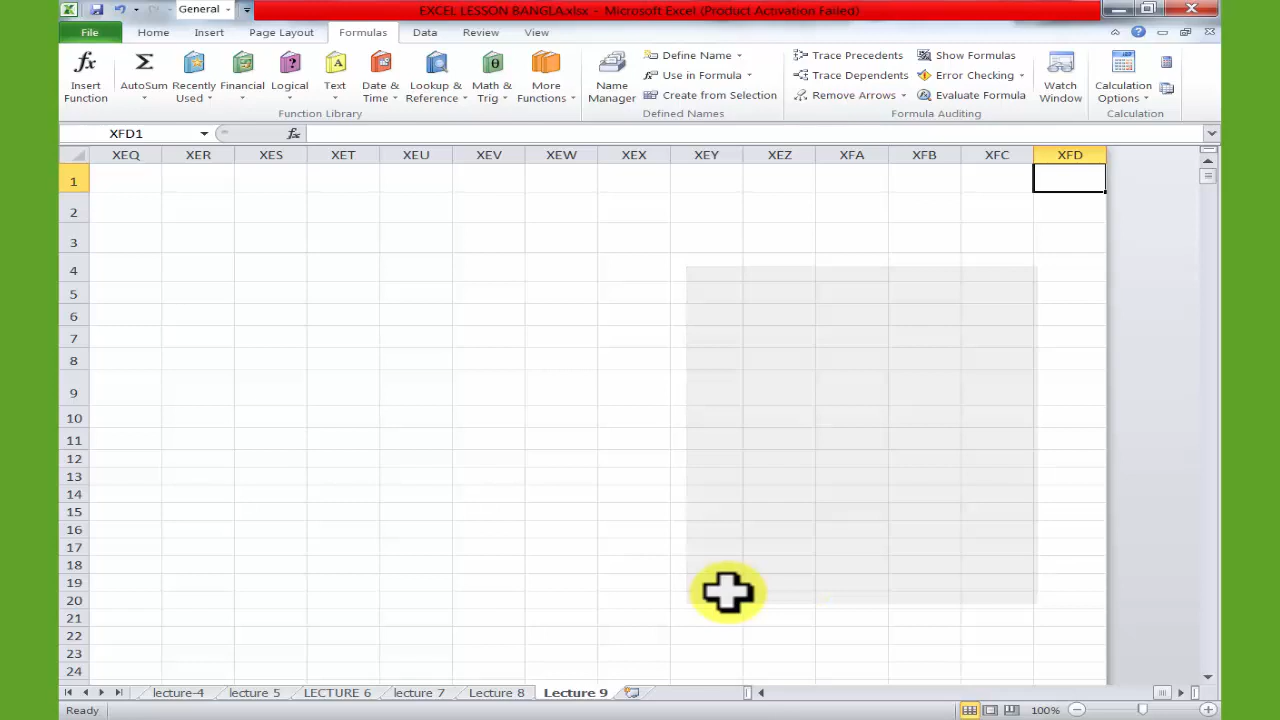 General
EXCEL LESSON BANGLA.xlsx - Microsoft Excel (Product Activation Failed)
File Home Insert Page Layout Formulas Data Review View
Insert Function
AutoSum
Recently Used
Financial
Logical
Text
Date & Time
Lookup & Reference
Math & Trig
More Functions
Function Library
Name Manager
Define Name
Use in Formula
Create from Selection
Defined Names
Trace Precedents
Trace Dependents
Remove Arrows
Show Formulas
Error Checking
Evaluate Formula
Formula Auditing
Watch Window
Calculation Options
Calculation
XFD1 fx
XEQ XER XES XET XEU XEV XEW XEX XEY XEZ XFA XFB XFC XFD
1
2
3
4
5
6
7
8
9
10
11
12
13
14
15
16
17
18
19
20
21
22
23
24
lecture-4 lecture 5 LECTURE 6 lecture 7 Lecture 8 Lecture 9
Ready 100%